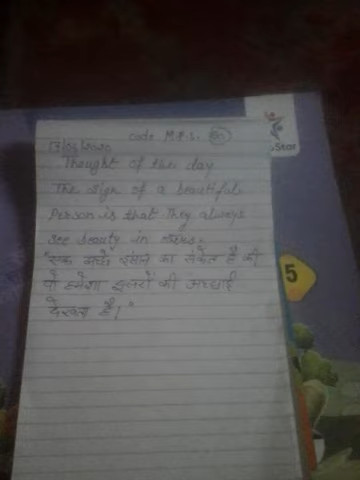 code M.P.S. 80
13/05/2020
Thought of the day
The sign of a beautiful
Person is that They always
see beauty in others.
"एक अच्छे इंसान का संकेत है की
वो हमेशा दूसरों की अच्छाई
देखता है।"
Star
5